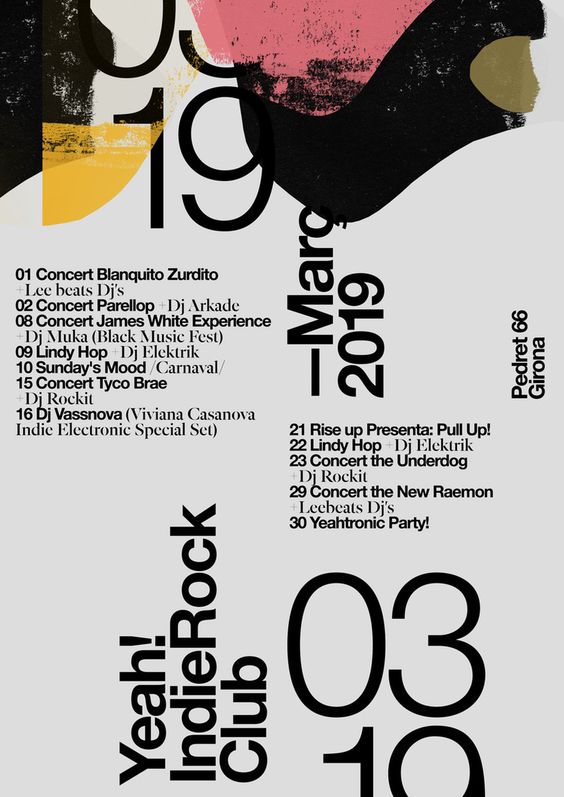 03
19
—Març
2019
Pedret 66
Girona
01 Concert Blanquito Zurdito
+Lee beats Dj's
02 Concert Parellop +Dj Arkade
08 Concert James White Experience
+Dj Muka (Black Music Fest)
09 Lindy Hop +Dj Elektrik
10 Sunday's Mood /Carnaval/
15 Concert Tyco Brae
+Dj Rockit
16 Dj Vassnova (Viviana Casanova
Indie Electronic Special Set)
21 Rise up Presenta: Pull Up!
22 Lindy Hop +Dj Elektrik
23 Concert the Underdog
+Dj Rockit
29 Concert the New Raemon
+Leebeats Dj's
30 Yeahtronic Party!
Yeah!
IndieRock
Club
03
19